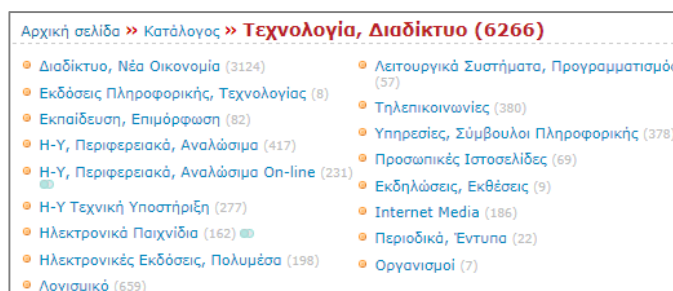 Αρχική σελίδα » Κατάλογος » Τεχνολογία, Διαδίκτυο (6266)
Διαδίκτυο, Νέα Οικονομία (3124)
Εκδόσεις Πληροφορικής, Τεχνολογίας (8)
Εκπαίδευση, Επιμόρφωση (82)
Η-Υ, Περιφερειακά, Αναλώσιμα (417)
Η-Υ, Περιφερειακά, Αναλώσιμα On-line (231)
Η-Υ Τεχνική Υποστήριξη (277)
Ηλεκτρονικά Παιχνίδια (162)
Ηλεκτρονικές Εκδόσεις, Πολυμέσα (198)
Λογισμικό (659)
Λειτουργικά Συστήματα, Προγραμματισμός
(57)
Τηλεπικοινωνίες (380)
Υπηρεσίες, Σύμβουλοι Πληροφορικής (378)
Προσωπικές Ιστοσελίδες (69)
Εκδηλώσεις, Εκθέσεις (9)
Internet Media (186)
Περιοδικά, Έντυπα (22)
Οργανισμοί (7)